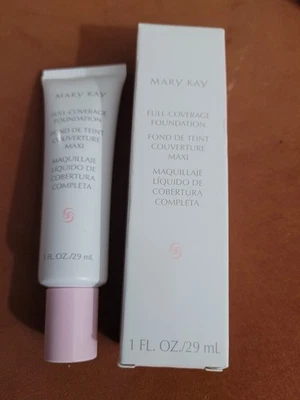 MARY KAY
FULL-COVERAGE
FOUNDATION
FOND DE TEINT
COUVERTURE
MAXI
MAQUILLAJE
LÍQUIDO DE
COBERTURA
COMPLETA
1 FL. OZ./29 mL
MARY KAY
FULL-COVERAGE
FOUNDATION
FOND DE TEINT
COUVERTURE
MAXI
MAQUILLAJE
LÍQUIDO DE
COBERTURA
COMPLETA
1 FL. OZ./29 mL